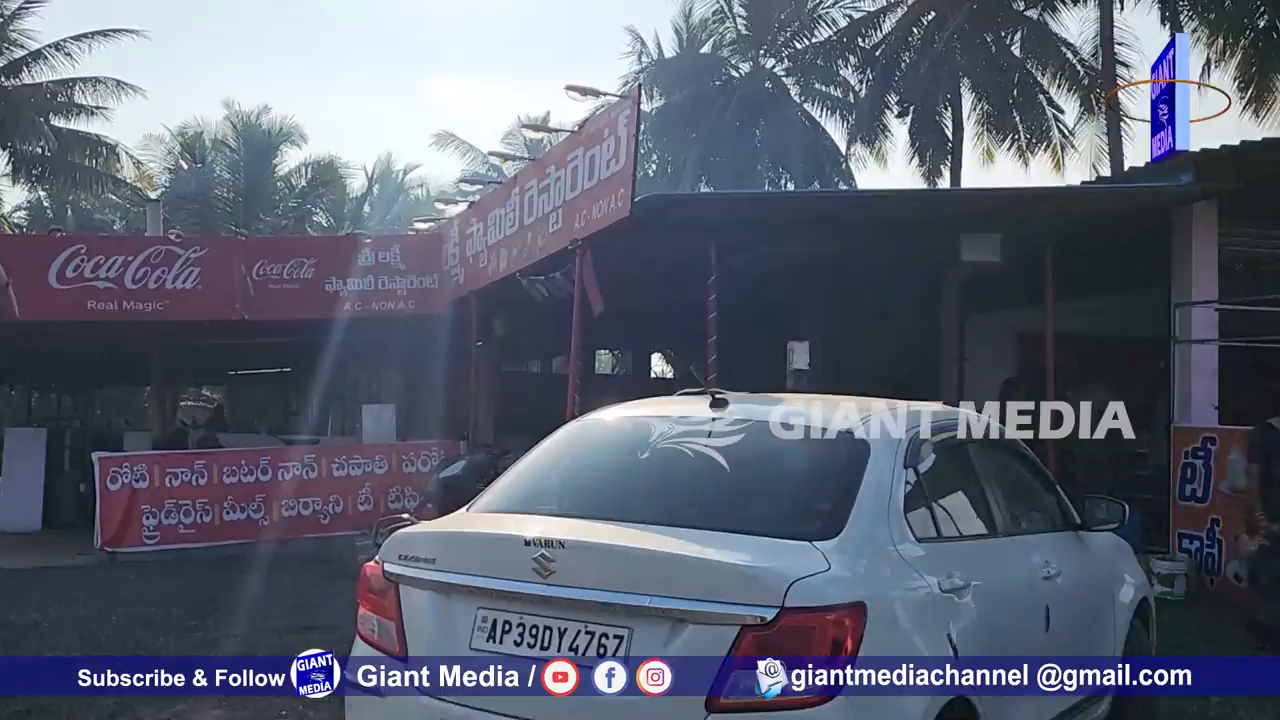 GIANT
MEDIA
లక్ష్మీ ఫ్యామిలీ రెస్టారెంట్
A.C - NON A.C
Coca-Cola
Real Magic
Coca-Cola
శ్రీ లక్ష్మీ
ఫ్యామిలీ రెస్టారెంట్
A.C - NON A.C
GIANT MEDIA
రోటి | నాన్ | బటర్ నాన్ | చపాతి | పరోట
ఫ్రైడ్‌రైస్ | మీల్స్ | బిర్యాని | టీ | టిఫి
టీ
కాఫీ
VARUN
AP39DY4767
Subscribe & Follow
GIANT
MEDIA
Giant Media /
giantmediachannel @gmail.com